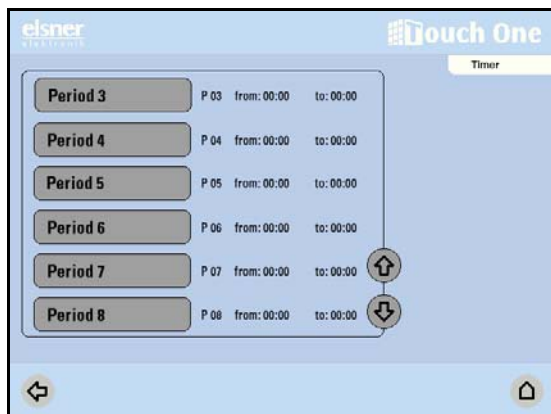 elsner
elektronik
Touch One
Timer
Period 3 P 03 from: 00:00 to: 00:00
Period 4 P 04 from: 00:00 to: 00:00
Period 5 P 05 from: 00:00 to: 00:00
Period 6 P 06 from: 00:00 to: 00:00
Period 7 P 07 from: 00:00 to: 00:00
Period 8 P 08 from: 00:00 to: 00:00